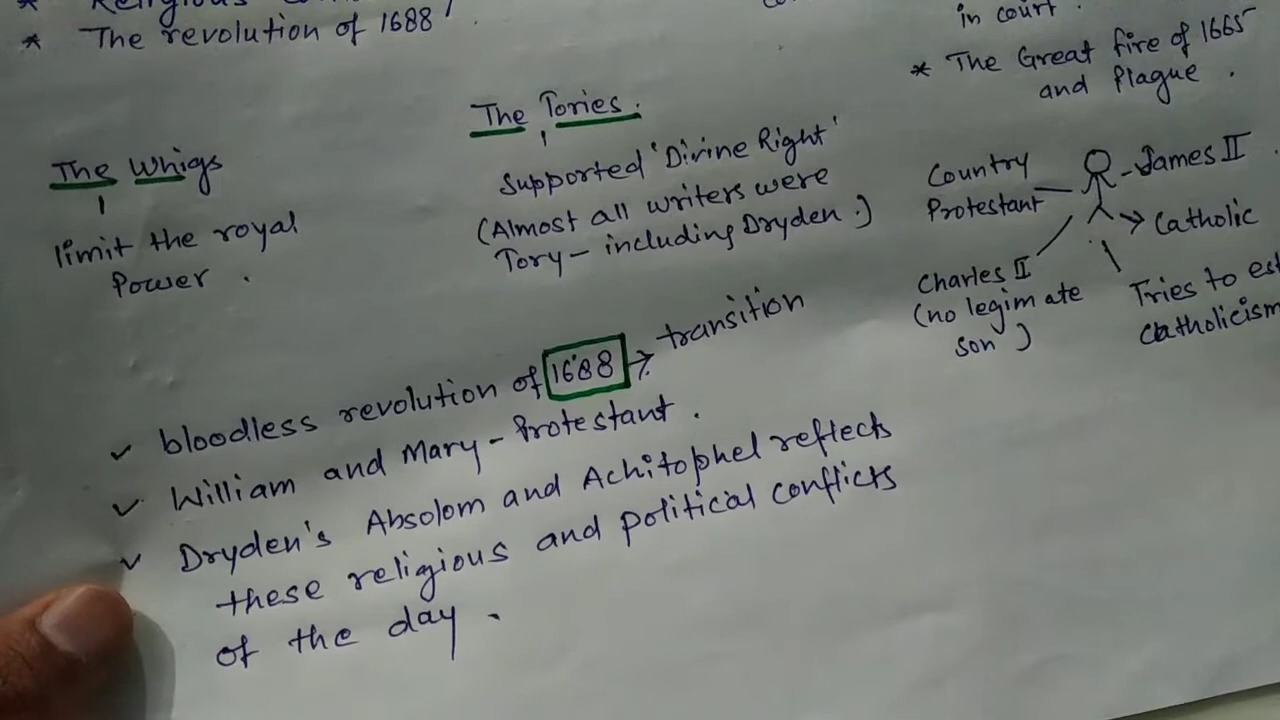 * The revolution of 1688
in court.
* The Great fire of 1665
and Plague.
The Whigs
limit the royal
Power.
The Tories.
Supported 'Divine Right'
(Almost all writers were
Tory - including Dryden.)
Country
Protestant
James II
Catholic
Charles II
(no legimate
son)
Tries to est
Catholicism
✓ bloodless revolution of 1688 → transition
✓ William and Mary - Protestant.
✓ Dryden's Absolom and Achitophel reflects
these religious and political conflicts
of the day.